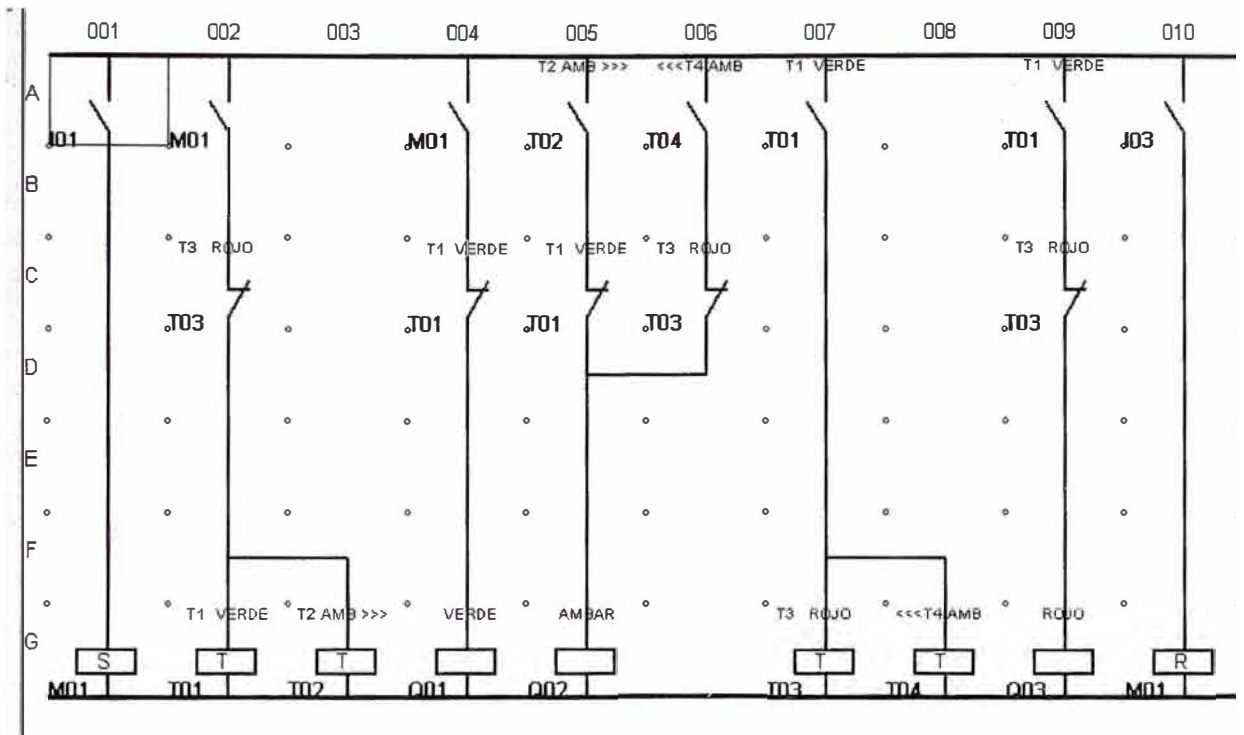 001 002 003 004 005 006 007 008 009 010
T2 AMB >>> <<<T4 AMB T1 VERDE T1 VERDE
A
I01 M01 M01 T02 T04 T01 T01 I03
B
T3 ROJO T1 VERDE T1 VERDE T3 ROJO T3 ROJO
C
T03 T01 T01 T03 T03
D
E
F
T1 VERDE T2 AMB >>> VERDE AMBAR T3 ROJO <<<T4 AMB ROJO
G
S T T T T R
M01 T01 T02 Q01 Q02 T03 T04 Q03 M01